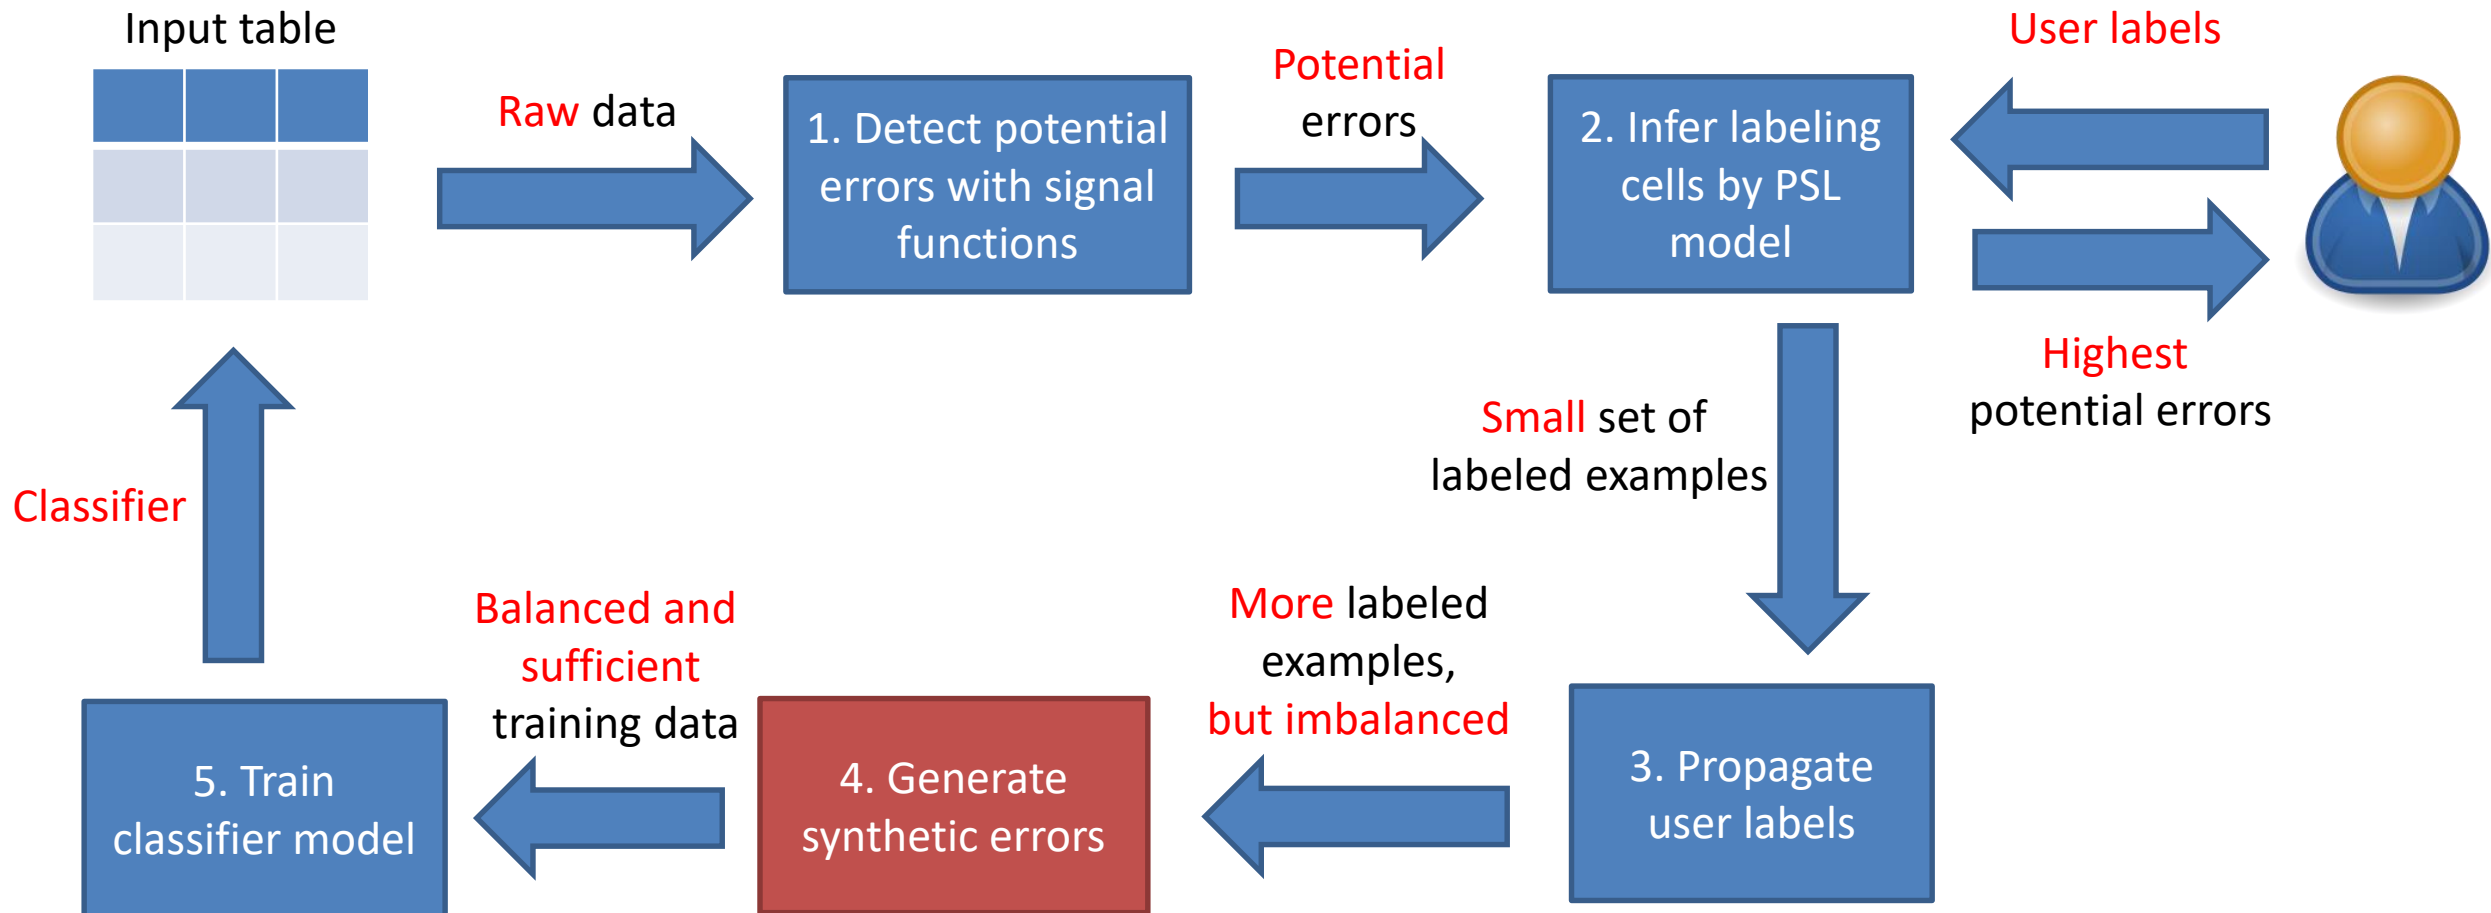 Input table
Raw data
1. Detect potential
errors with signal
functions
Potential
errors
2. Infer labeling
cells by PSL
model
User labels
Highest
potential errors
Small set of
labeled examples
3. Propagate
user labels
More labeled
examples,
but imbalanced
4. Generate
synthetic errors
Balanced and
sufficient
training data
5. Train
classifier model
Classifier